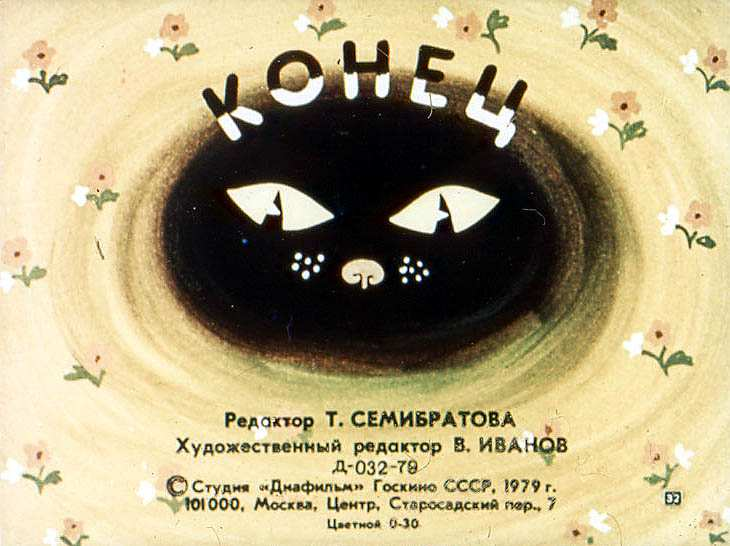 КОНЕЦ
Редактор Т. СЕМИБРАТОВА
Художественный редактор В. ИВАНОВ
Д-032-79
© Студия «Диафильм» Госкино СССР, 1979 г.
101000, Москва, Центр, Старосадский пер., 7
Цветной 0-30
32